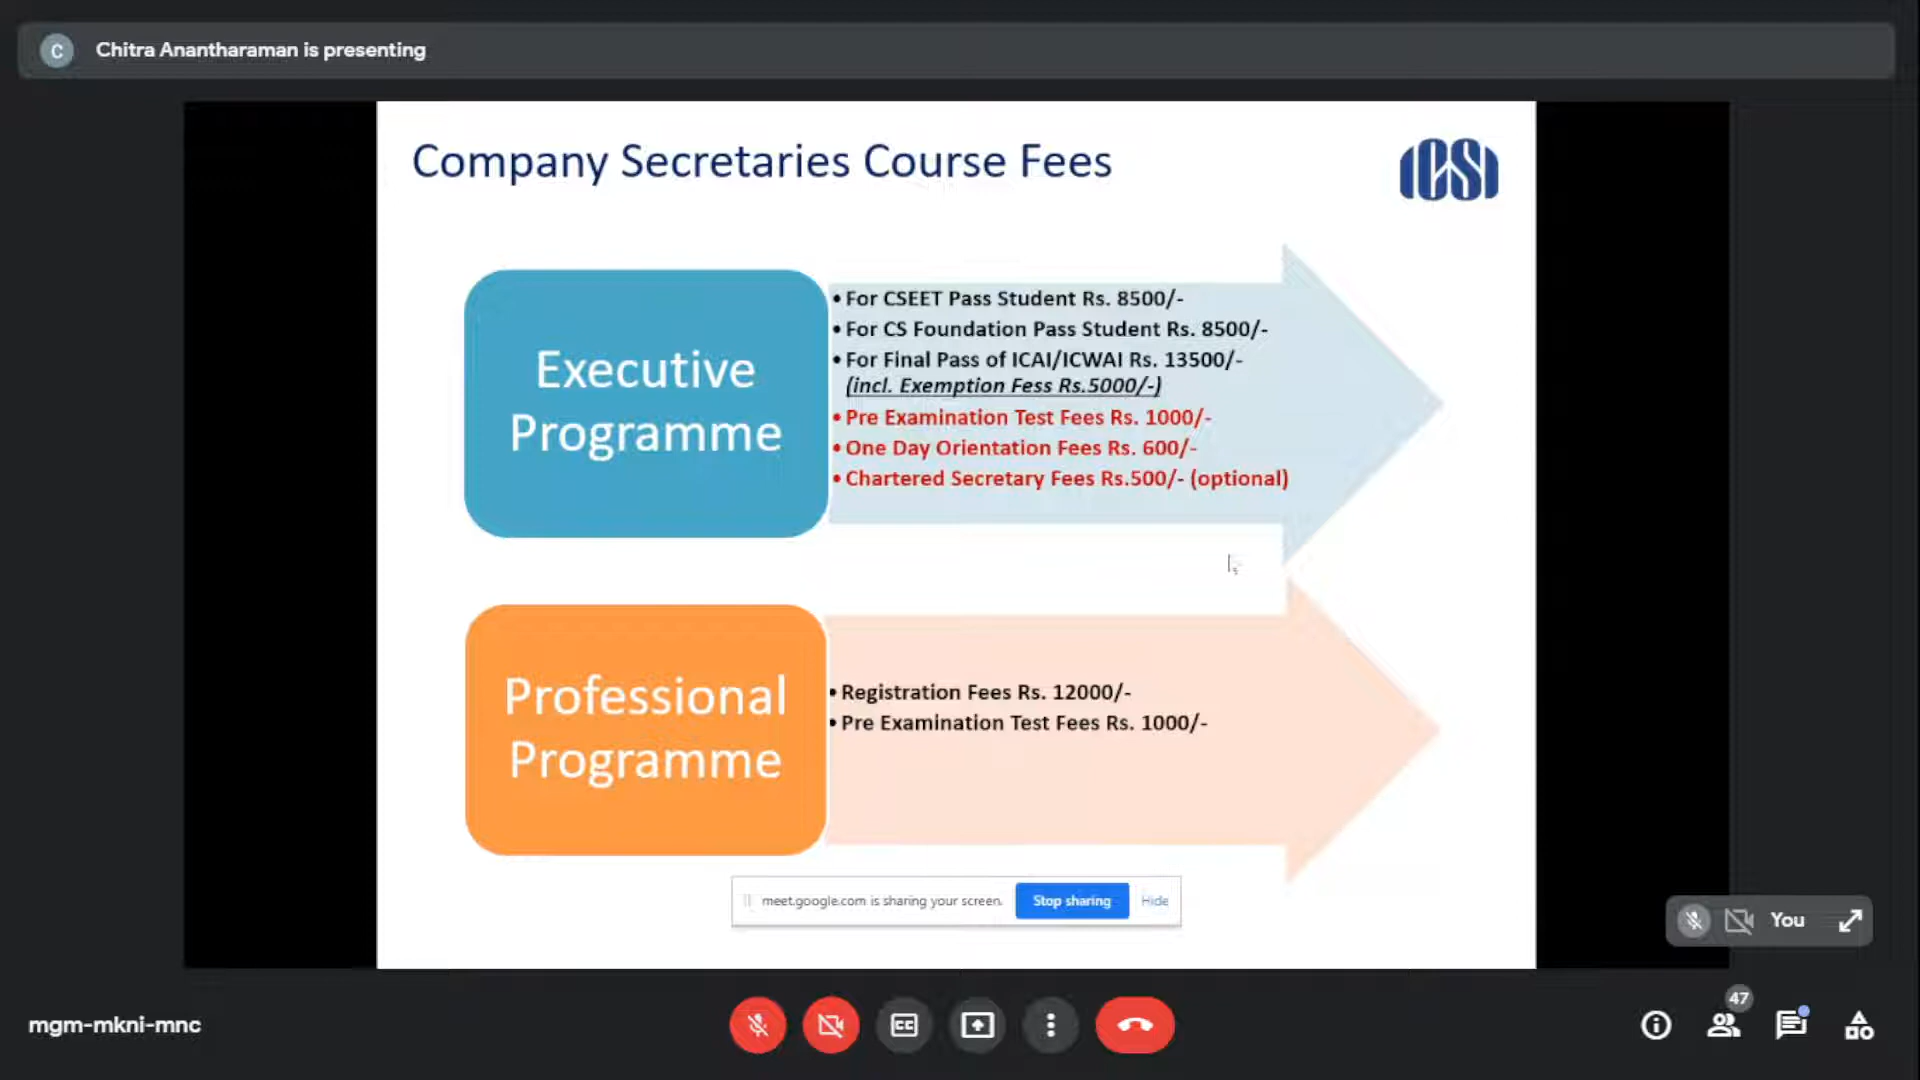 C Chitra Anantharaman is presenting
Company Secretaries Course Fees
ICSI
Executive
Programme
• For CSEET Pass Student Rs. 8500/-
• For CS Foundation Pass Student Rs. 8500/-
• For Final Pass of ICAI/ICWAI Rs. 13500/-
(incl. Exemption Fess Rs.5000/-)
• Pre Examination Test Fees Rs. 1000/-
• One Day Orientation Fees Rs. 600/-
• Chartered Secretary Fees Rs.500/- (optional)
Professional
Programme
• Registration Fees Rs. 12000/-
• Pre Examination Test Fees Rs. 1000/-
meet.google.com is sharing your screen. Stop sharing Hide
You
mgm-mkni-mnc
CC
47